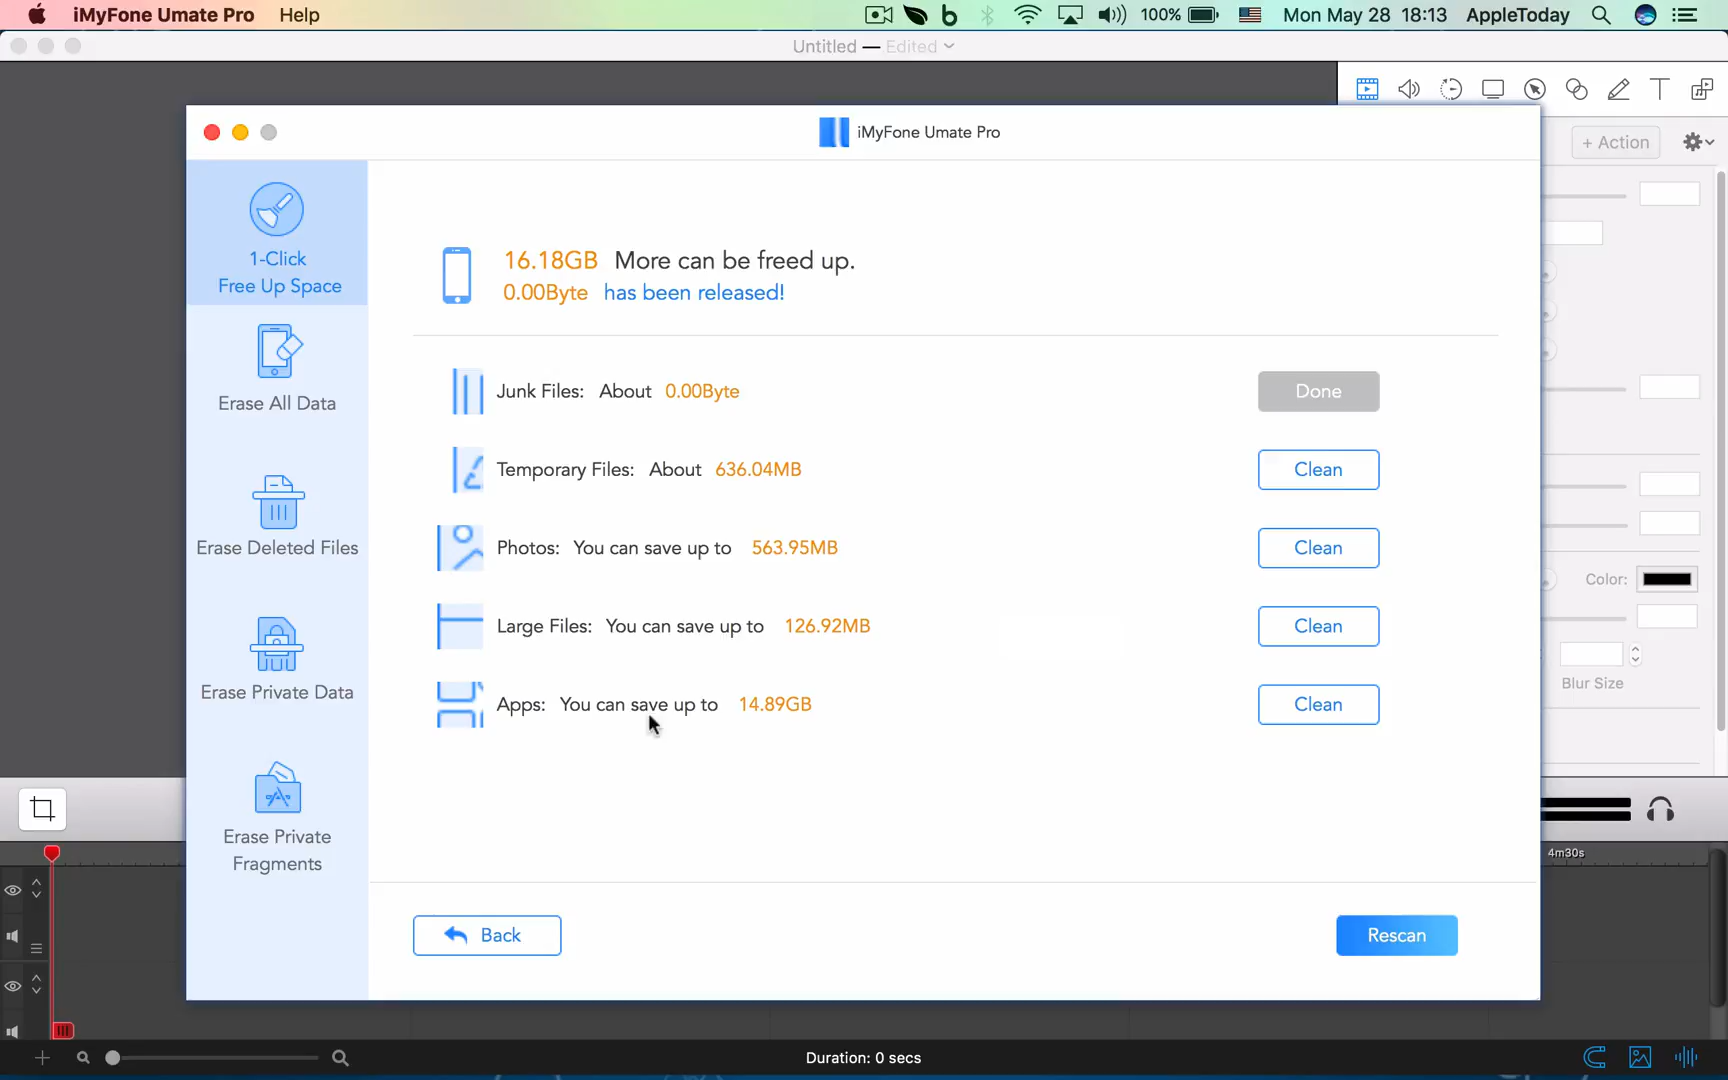 iMyFone Umate Pro Help 100% Mon May 28 18:13 AppleToday
Untitled — Edited
iMyFone Umate Pro
+ Action
1-Click
Free Up Space
Erase All Data
Erase Deleted Files
Erase Private Data
Erase Private
Fragments
16.18GB More can be freed up.
0.00Byte has been released!
Junk Files: About 0.00Byte Done
Temporary Files: About 636.04MB Clean
Photos: You can save up to 563.95MB Clean
Large Files: You can save up to 126.92MB Clean
Apps: You can save up to 14.89GB Clean
Back Rescan
Color:
Blur Size
4m30s
Duration: 0 secs